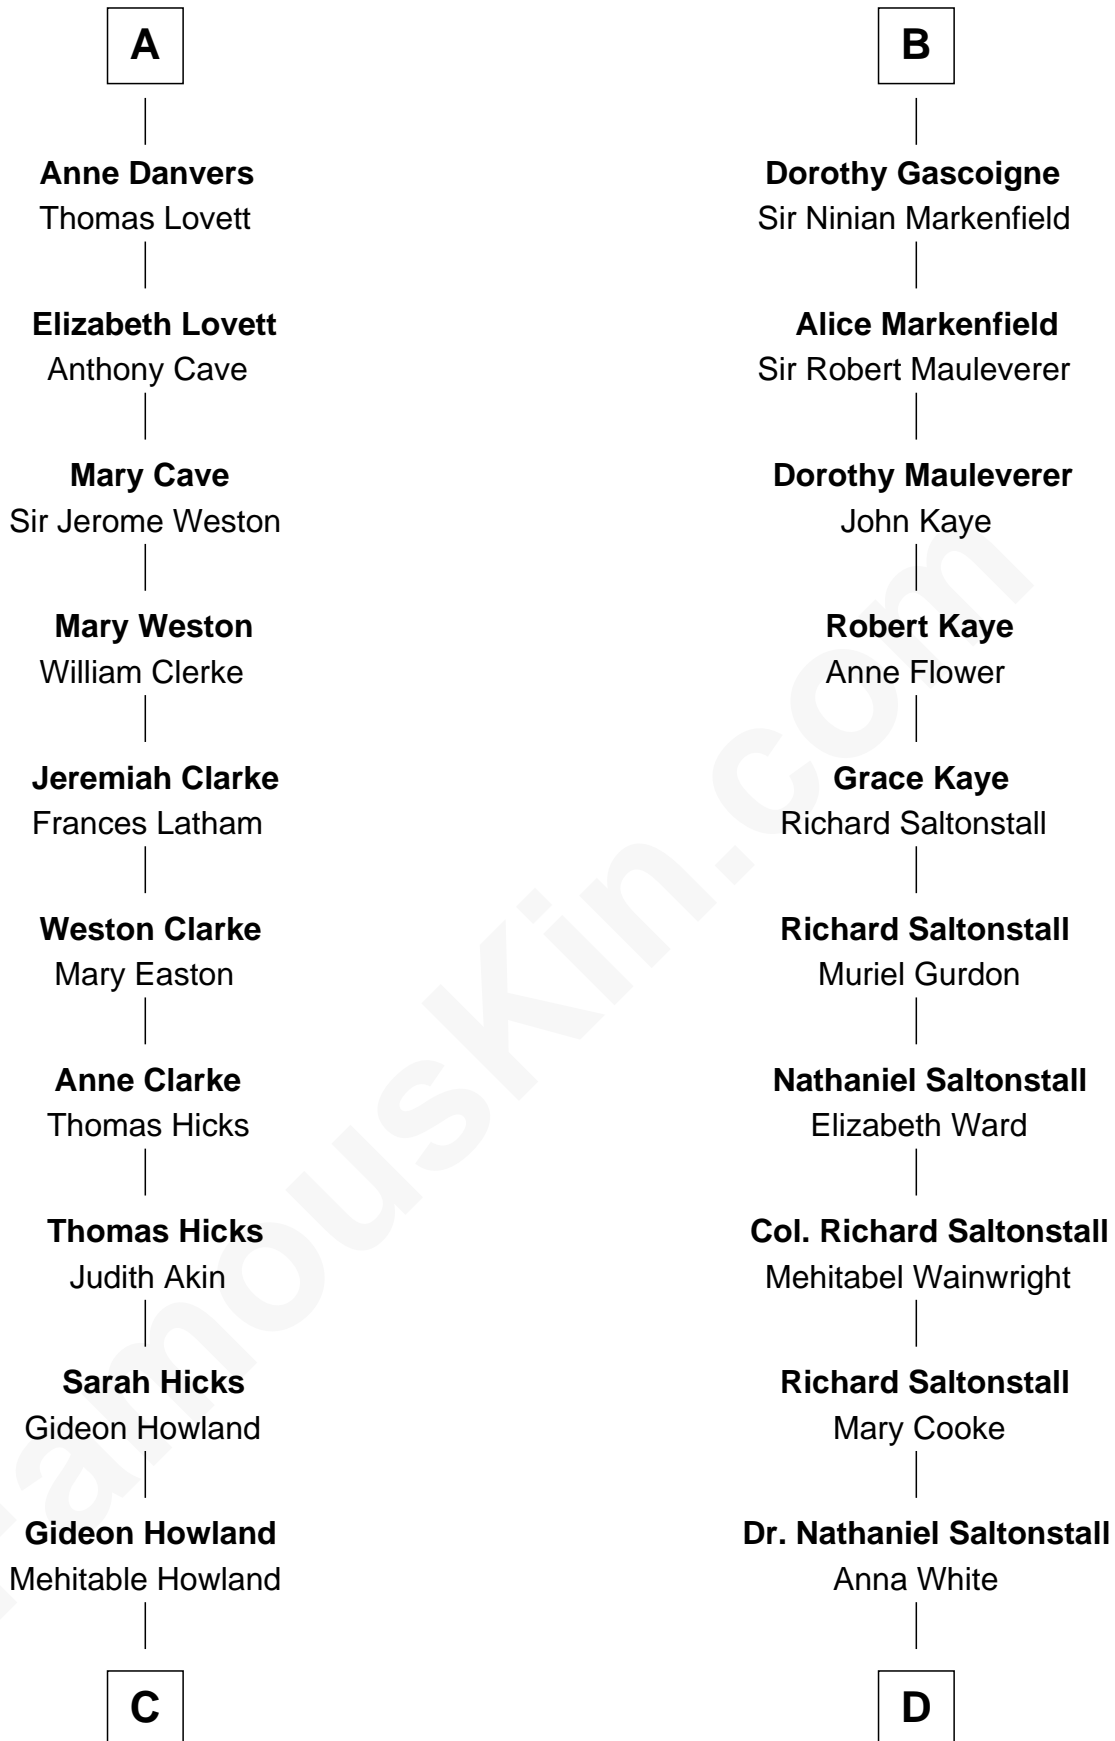 A
Anne Danvers
Thomas Lovett
Elizabeth Lovett
Anthony Cave
Mary Cave
Sir Jerome Weston
Mary Weston
William Clerke
Jeremiah Clarke
Frances Latham
Weston Clarke
Mary Easton
Anne Clarke
Thomas Hicks
Thomas Hicks
Judith Akin
Sarah Hicks
Gideon Howland
Gideon Howland
Mehitable Howland
C
B
Dorothy Gascoigne
Sir Ninian Markenfield
Alice Markenfield
Sir Robert Mauleverer
Dorothy Mauleverer
John Kaye
Robert Kaye
Anne Flower
Grace Kaye
Richard Saltonstall
Richard Saltonstall
Muriel Gurdon
Nathaniel Saltonstall
Elizabeth Ward
Col. Richard Saltonstall
Mehitabel Wainwright
Richard Saltonstall
Mary Cooke
Dr. Nathaniel Saltonstall
Anna White
D
FamousKin.com